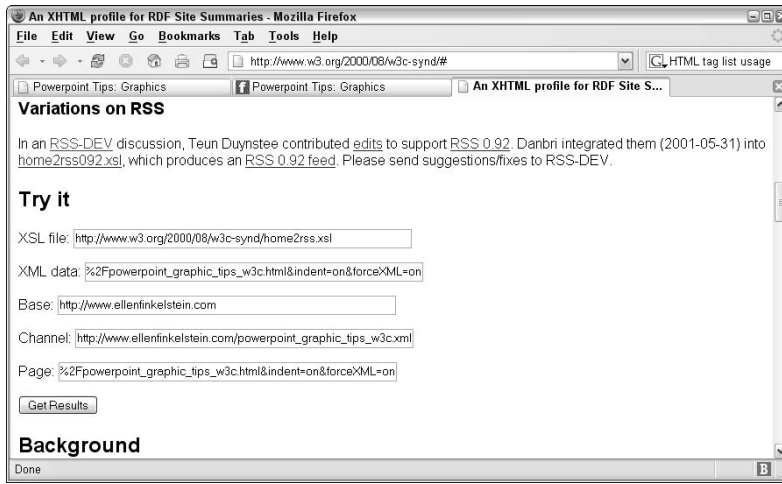 An XHTML profile for RDF Site Summaries - Mozilla Firefox
File Edit View Go Bookmarks Tab Tools Help
http://www.w3.org/2000/08/w3c-synd/# HTML tag list usage
Powerpoint Tips: Graphics Powerpoint Tips: Graphics An XHTML profile for RDF Site S...
Variations on RSS
In an RSS-DEV discussion, Teun Duynstee contributed edits to support RSS 0.92. Danbri integrated them (2001-05-31) into
home2rss092.xsl, which produces an RSS 0.92 feed. Please send suggestions/fixes to RSS-DEV.
Try it
XSL file: http://www.w3.org/2000/08/w3c-synd/home2rss.xsl
XML data: %2Fpowerpoint_graphic_tips_w3c.html&indent=on&forceXML=on
Base: http://www.ellenfinkelstein.com
Channel: http://www.ellenfinkelstein.com/powerpoint_graphic_tips_w3c.xml
Page: %2Fpowerpoint_graphic_tips_w3c.html&indent=on&forceXML=on
Get Results
Background
Done